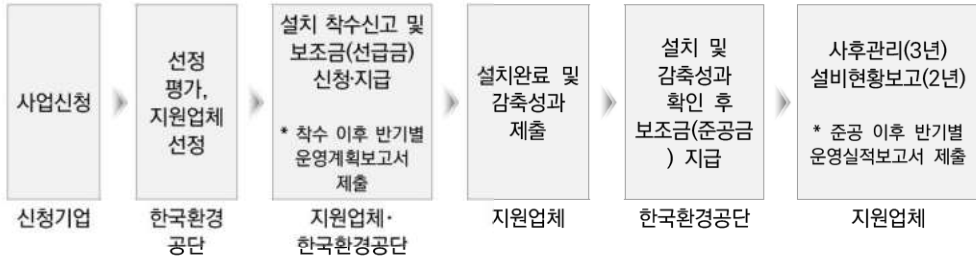 사업신청
신청기업
선정
평가,
지원업체
선정
한국환경
공단
설치 착수신고 및
보조금(선급금)
신청·지급
* 착수 이후 반기별
운영계획보고서
제출
지원업체·
한국환경공단
설치완료 및
감축성과
제출
지원업체
설치 및
감축성과
확인 후
보조금(준공금
) 지급
한국환경공단
사후관리(3년)
설비현황보고(2년)
* 준공 이후 반기별
운영실적보고서 제출
지원업체